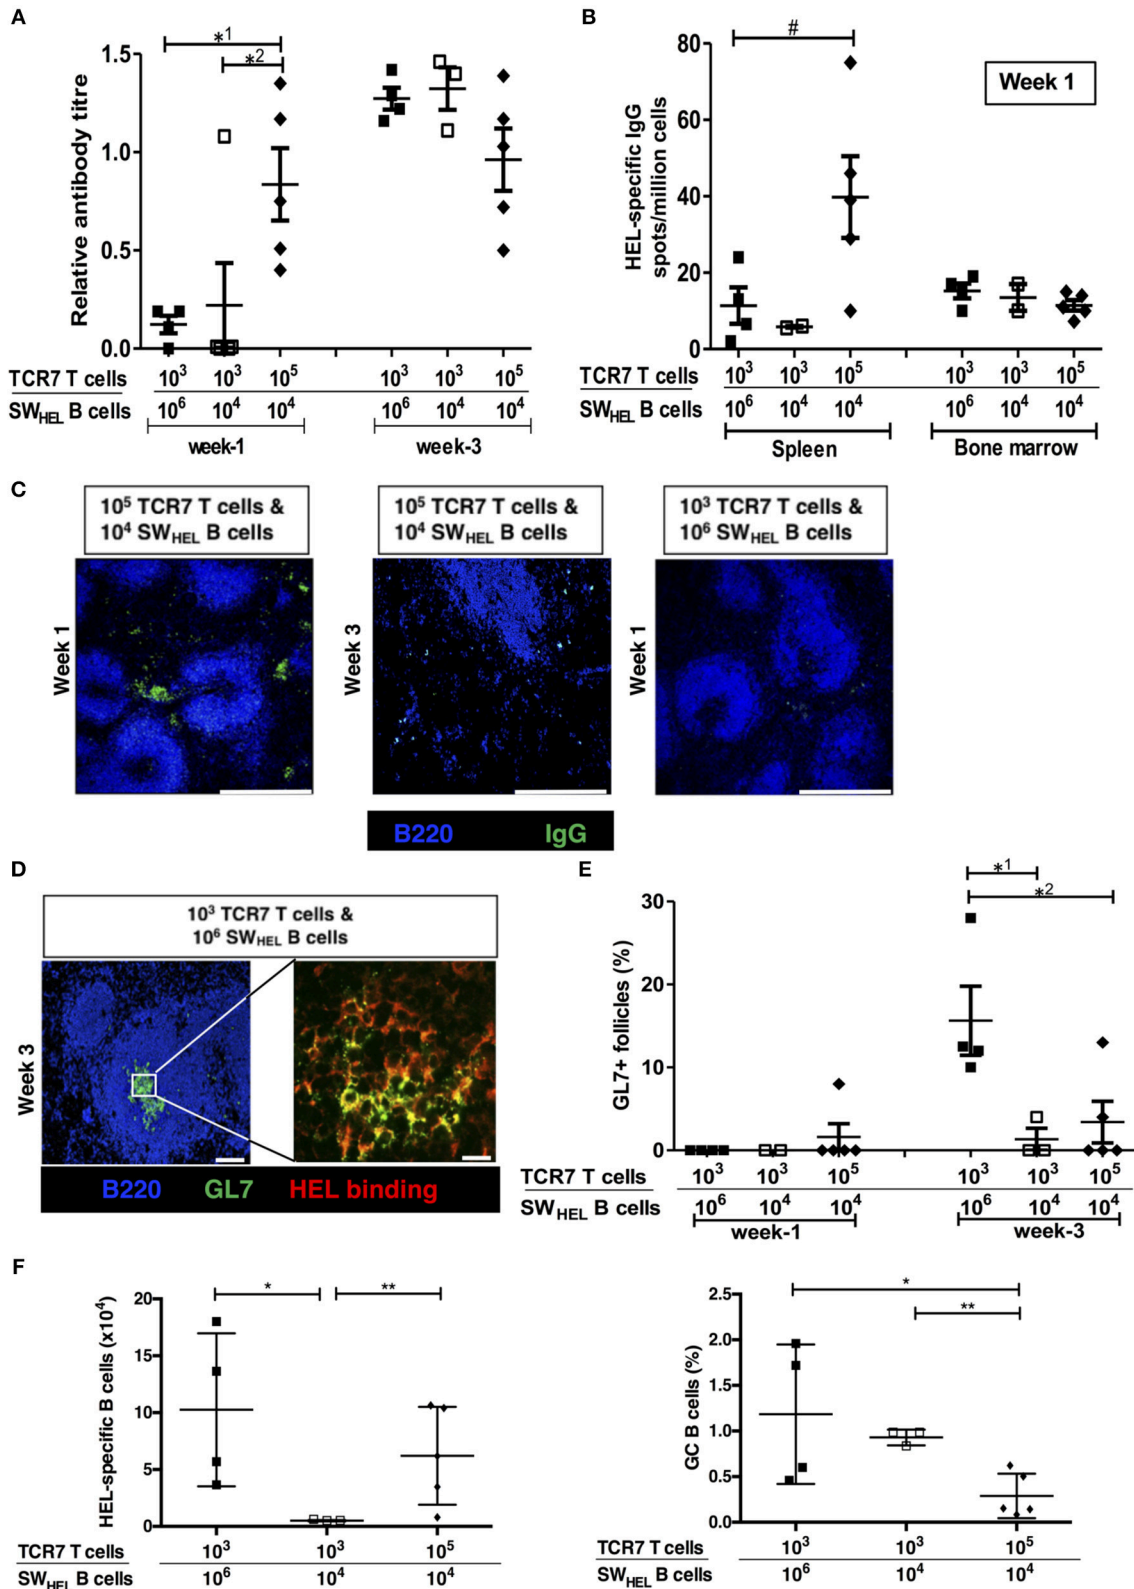 A
Relative antibody titre
1.5
1.0
0.5
0.0
*1
*2
TCR7 T cells 10³ 10³ 10⁵ 10³ 10³ 10⁵
SWHEL B cells 10⁶ 10⁴ 10⁴ 10⁶ 10⁴ 10⁴
week-1 week-3
B
HEL-specific IgG
spots/million cells
80
60
40
20
0
#
Week 1
TCR7 T cells 10³ 10³ 10⁵ 10³ 10³ 10⁵
SWHEL B cells 10⁶ 10⁴ 10⁴ 10⁶ 10⁴ 10⁴
Spleen Bone marrow
C
10⁵ TCR7 T cells &
10⁴ SWHEL B cells
Week 1
10⁵ TCR7 T cells &
10⁴ SWHEL B cells
Week 3
10³ TCR7 T cells &
10⁶ SWHEL B cells
Week 1
B220 IgG
D
10³ TCR7 T cells &
10⁶ SWHEL B cells
Week 3
B220 GL7 HEL binding
E
GL7+ follicles (%)
30
20
10
0
*1
*2
TCR7 T cells 10³ 10³ 10⁵ 10³ 10³ 10⁵
SWHEL B cells 10⁶ 10⁴ 10⁴ 10⁶ 10⁴ 10⁴
week-1 week-3
F
HEL-specific B cells (x10⁴)
20
15
10
5
0
*
**
TCR7 T cells 10³ 10³ 10⁵
SWHEL B cells 10⁶ 10⁴ 10⁴
GC B cells (%)
2.5
2.0
1.5
1.0
0.5
0.0
*
**
TCR7 T cells 10³ 10³ 10⁵
SWHEL B cells 10⁶ 10⁴ 10⁴